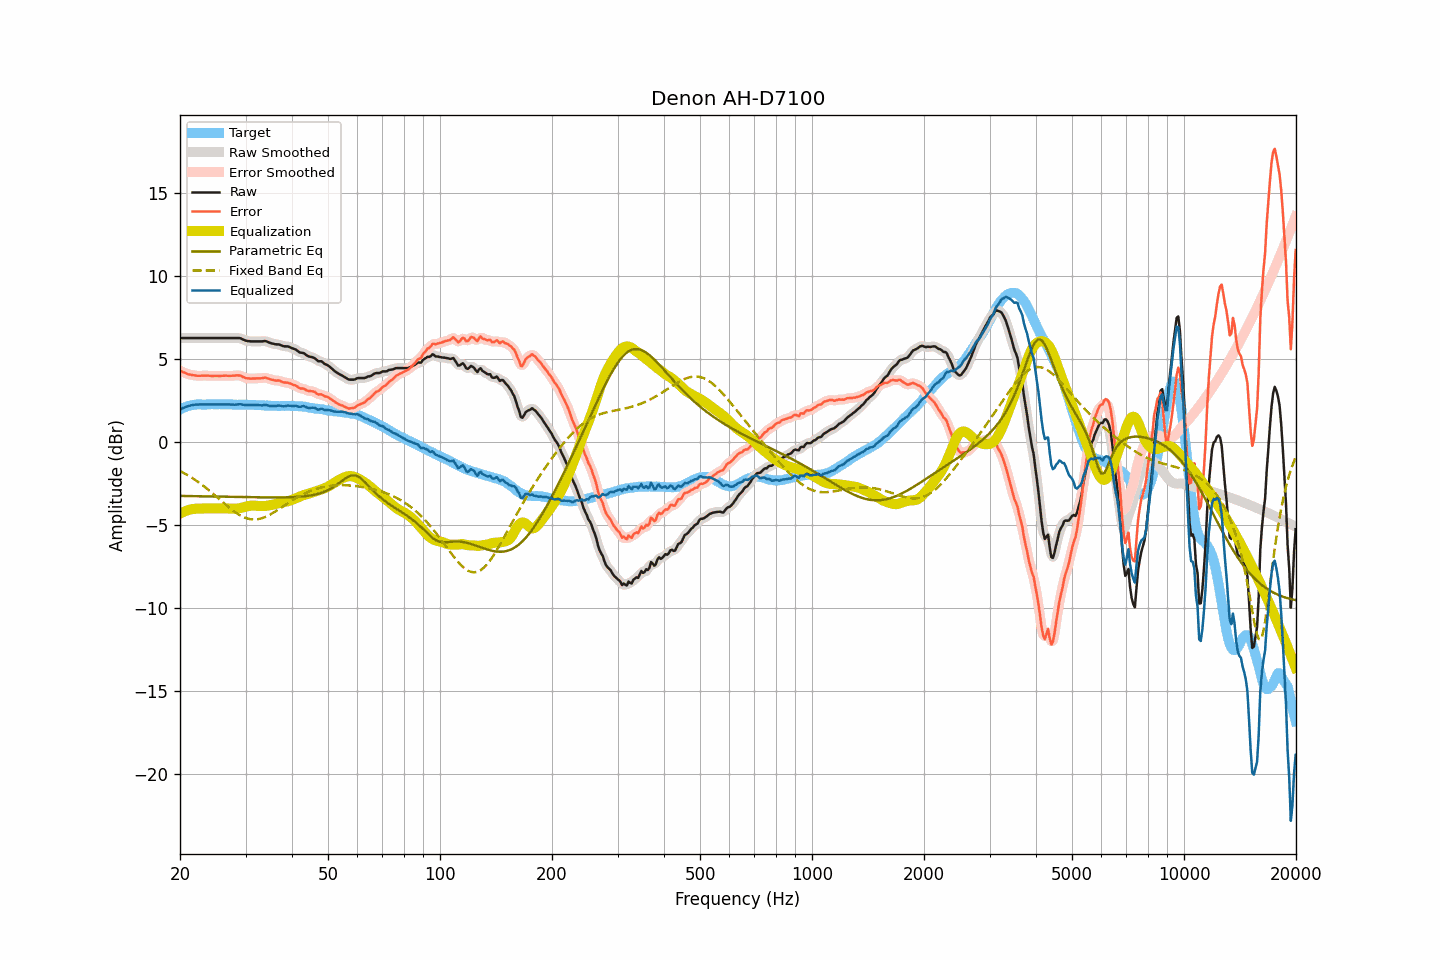 Denon AH-D7100
Target
Raw Smoothed
Error Smoothed
Raw
Error
Equalization
Parametric Eq
Fixed Band Eq
Equalized
Amplitude (dBr)
15
10
5
0
−5
−10
−15
−20
20 50 100 200 500 1000 2000 5000 10000 20000
Frequency (Hz)